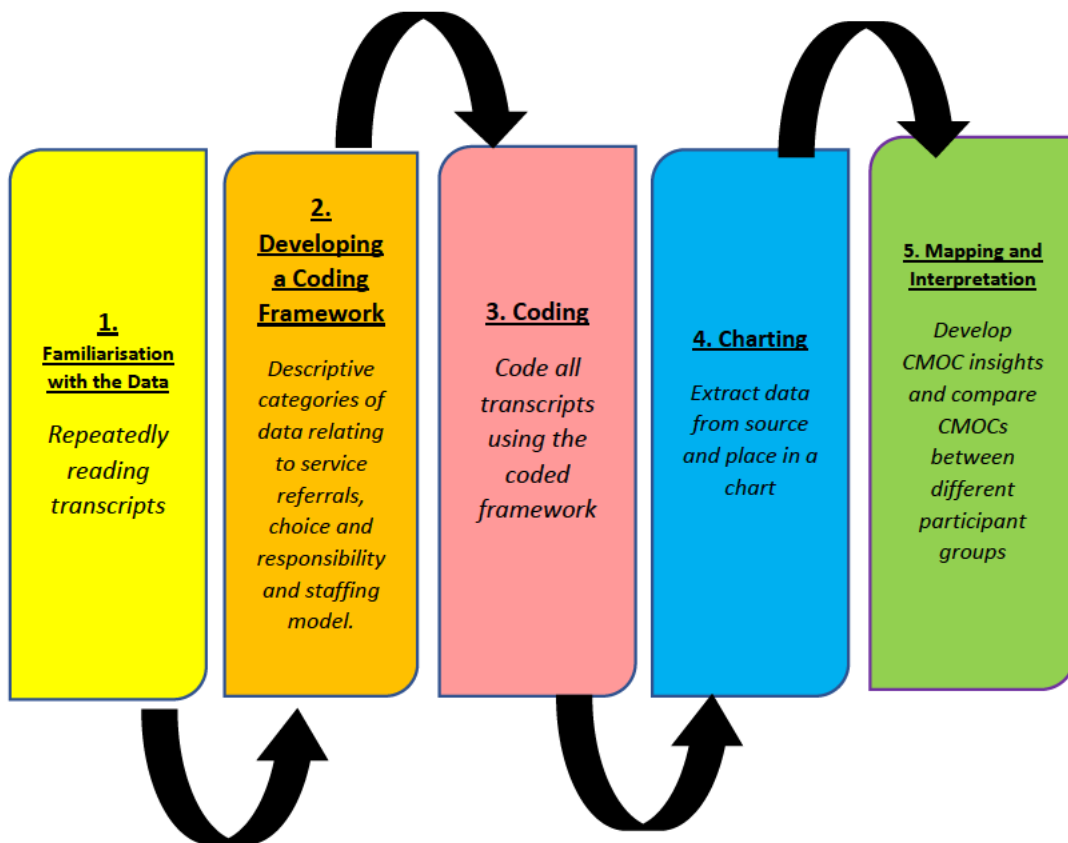 1.
Familiarisation
with the Data
Repeatedly
reading
transcripts
2.
Developing
a Coding
Framework
Descriptive
categories of
data relating
to service
referrals,
choice and
responsibility
and staffing
model.
3. Coding
Code all
transcripts
using the
coded
framework
4. Charting
Extract data
from source
and place in a
chart
5. Mapping and
Interpretation
Develop
CMOC insights
and compare
CMOCs
between
different
participant
groups